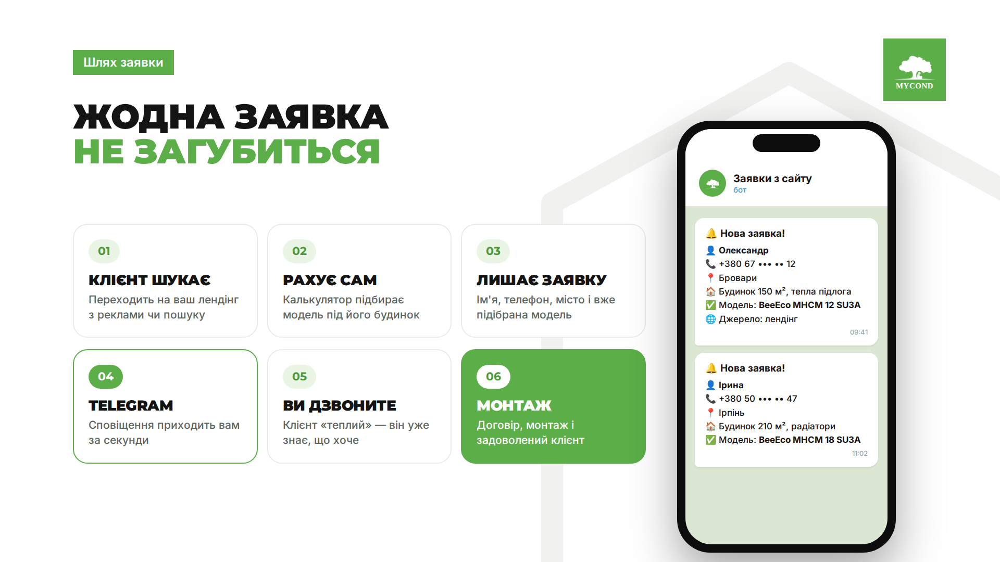 Шлях заявки
MYCOND
ЖОДНА ЗАЯВКА
НЕ ЗАГУБИТЬСЯ
01
КЛІЄНТ ШУКАЄ
Переходить на ваш лендінг
з реклами чи пошуку
02
РАХУЄ САМ
Калькулятор підбирає
модель під його будинок
03
ЛИШАЄ ЗАЯВКУ
Ім'я, телефон, місто і вже
підібрана модель
04
TELEGRAM
Сповіщення приходить вам
за секунди
05
ВИ ДЗВОНИТЕ
Клієнт «теплий» — він уже
знає, що хоче
06
МОНТАЖ
Договір, монтаж і
задоволений клієнт
Заявки з сайту
бот
🔔 Нова заявка!
👤 Олександр
📞 +380 67 ••• •• 12
📍 Бровари
🏠 Будинок 150 м², тепла підлога
✅ Модель: BeeEco MHCM 12 SU3A
🌐 Джерело: лендінг
09:41
🔔 Нова заявка!
👤 Ірина
📞 +380 50 ••• •• 47
📍 Ірпінь
🏠 Будинок 210 м², радіатори
✅ Модель: BeeEco MHCM 18 SU3A
11:02